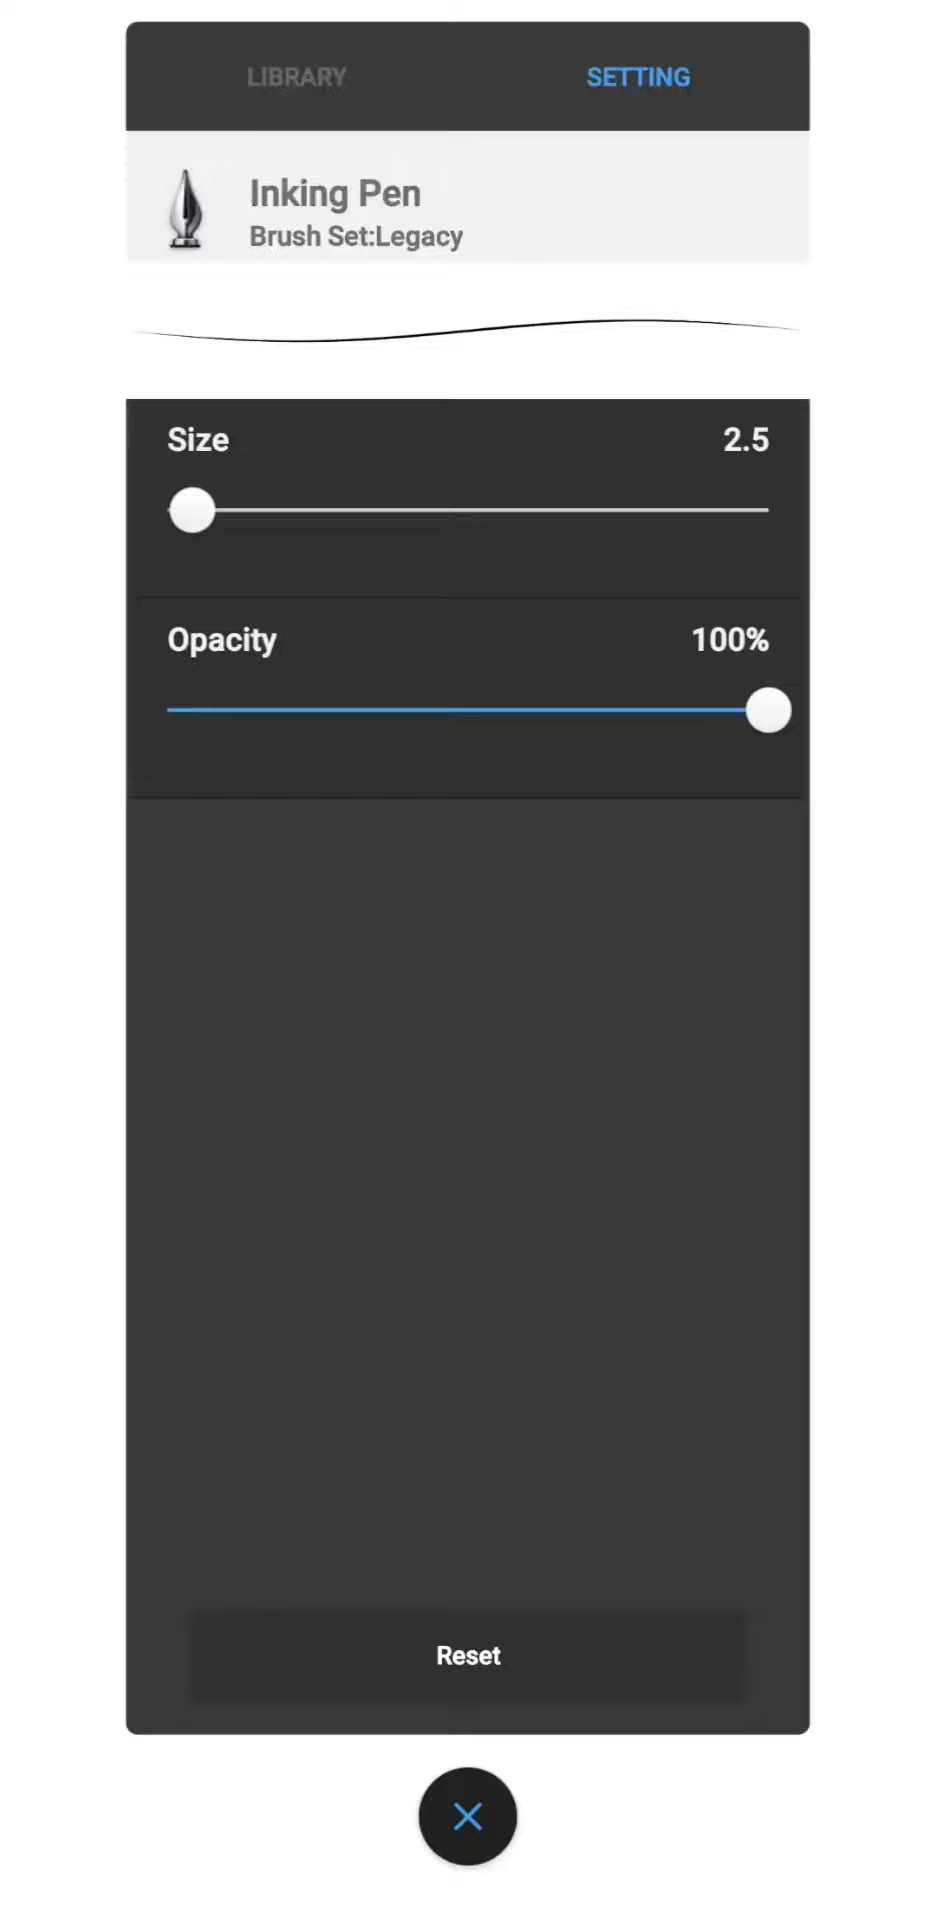 LIBRARY SETTING
Inking Pen
Brush Set:Legacy
Size 2.5
Opacity 100%
Reset